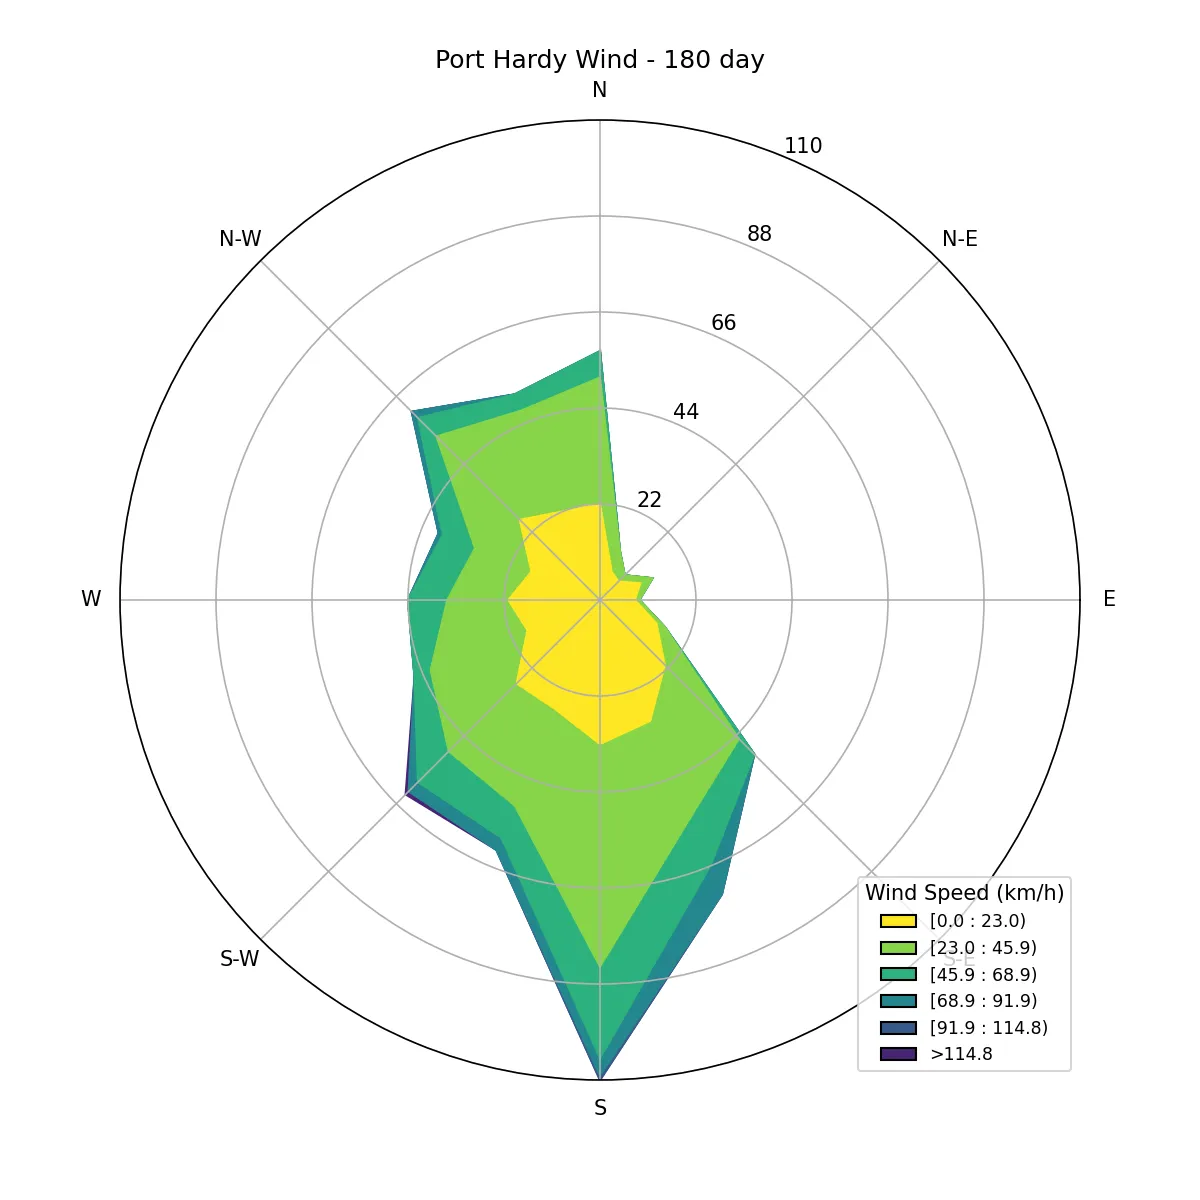 Port Hardy Wind - 180 day
N
110
88
N-W
N-E
66
44
22
W
E
Wind Speed (km/h)
[0.0 : 23.0)
[23.0 : 45.9)
S-W
S-E
[45.9 : 68.9)
[68.9 : 91.9)
[91.9 : 114.8)
>114.8
S